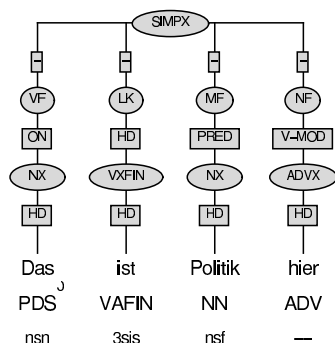 SIMPX
– – – –
VF LK MF NF
ON HD PRED V–MOD
NX VXFIN NX ADVX
HD HD HD HD
Das ist Politik hier
PDS VAFIN NN ADV
nsn 3sis nsf ––